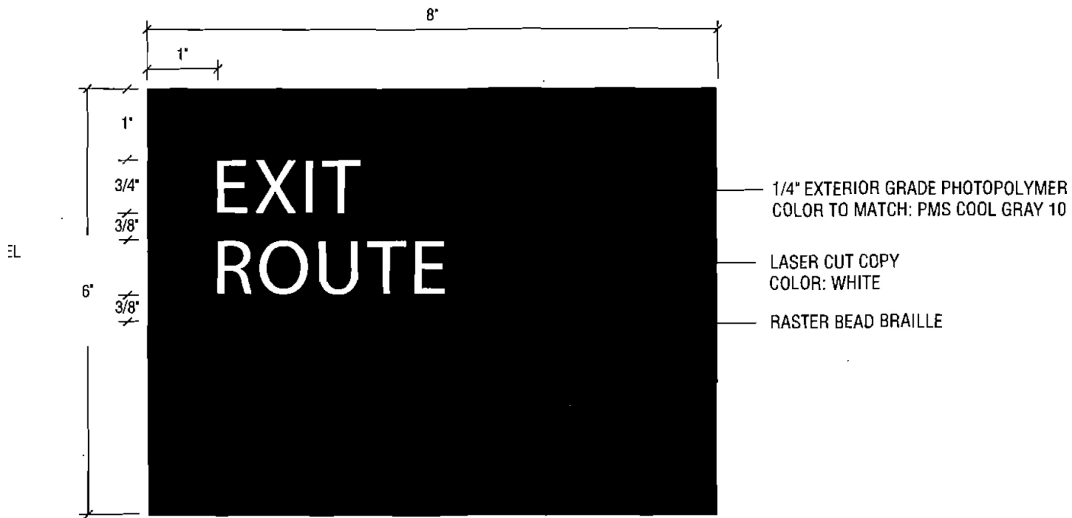 8"
1"
1"
3/4"
3/8"
EL
6"
3/8"
EXIT
ROUTE
1/4" EXTERIOR GRADE PHOTOPOLYMER
COLOR TO MATCH: PMS COOL GRAY 10
LASER CUT COPY
COLOR: WHITE
RASTER BEAD BRAILLE